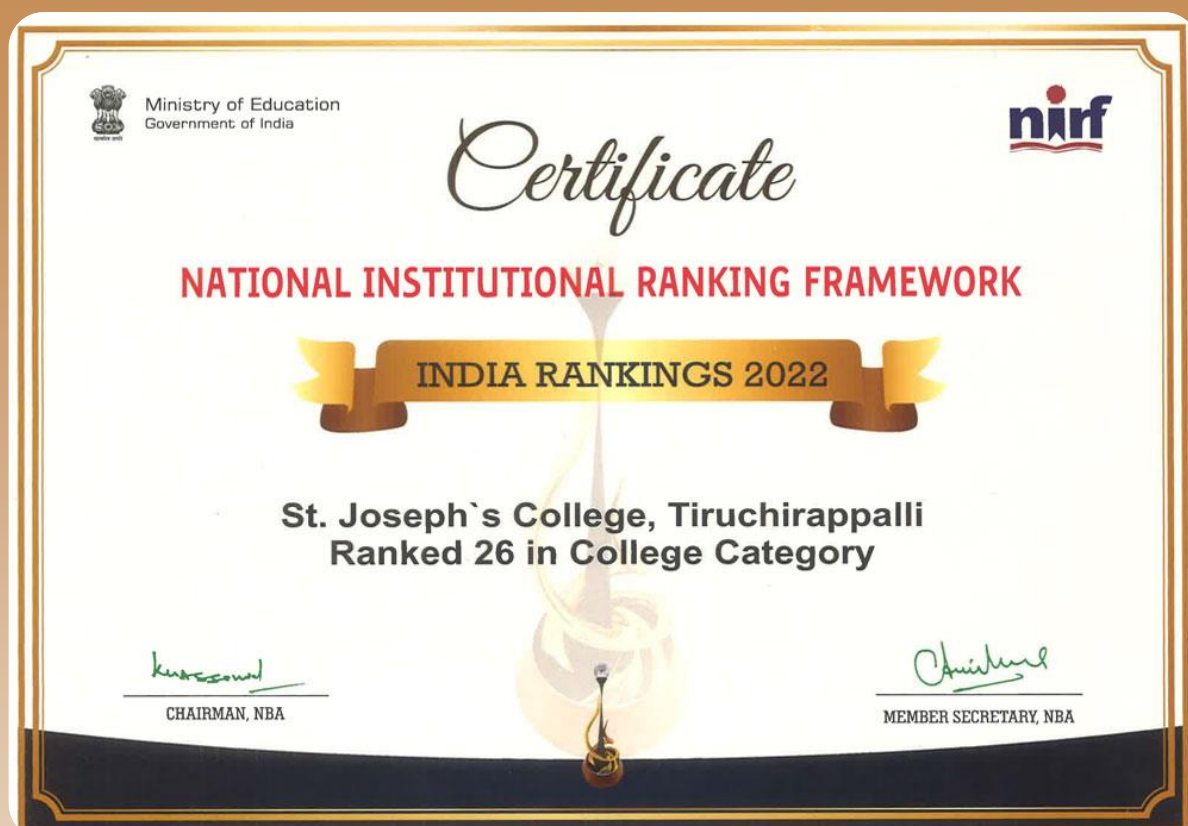 Ministry of Education
Government of India
nirf
Certificate
NATIONAL INSTITUTIONAL RANKING FRAMEWORK
INDIA RANKINGS 2022
St. Joseph`s College, Tiruchirappalli
Ranked 26 in College Category
CHAIRMAN, NBA
MEMBER SECRETARY, NBA